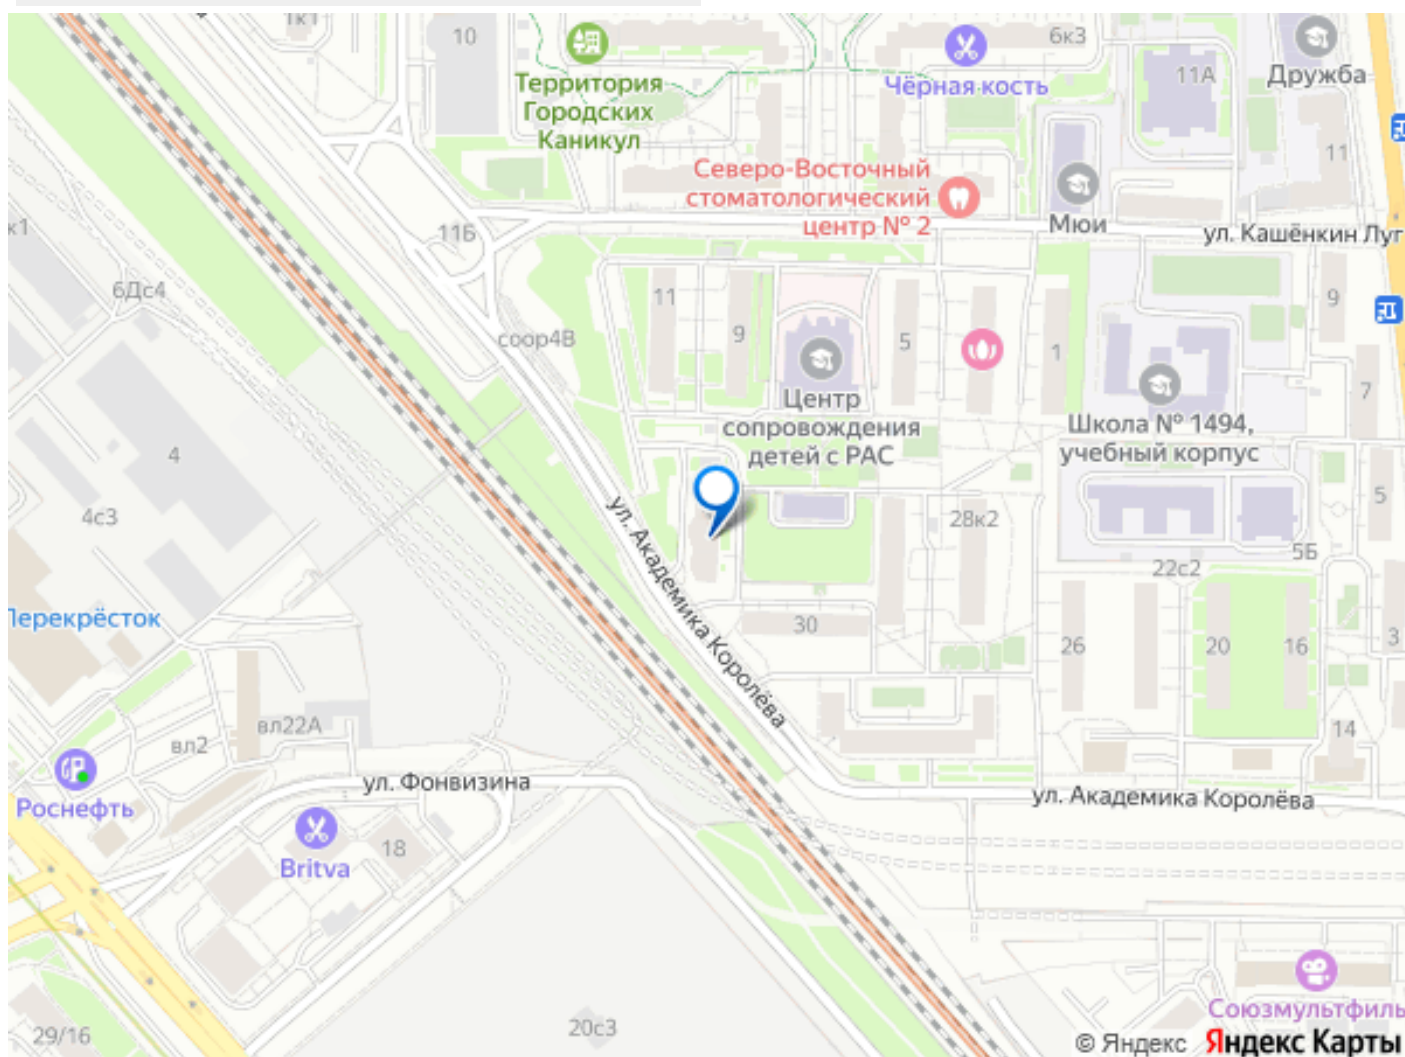 1к1
10
6к3
11А
Дружба
Территория
Городских
Каникул
Чёрная кость
11
Северо-Восточный
стоматологический
центр № 2
Мюи
ул. Кашёнкин Луг
к1
11Б
6Дс4
11
9
5
1
9
соор4В
7
Центр
сопровождения
детей с РАС
Школа № 1494,
учебный корпус
4
4с3
28к2
5
5Б
22с2
ул. Академика Королёва
Перекрёсток
30
26
20
16
3
вл22А
вл2
14
Роснефть
ул. Фонвизина
ул. Академика Королёва
Britva
18
29/16
20с3
Союзмультфиль
© Яндекс Яндекс Карты